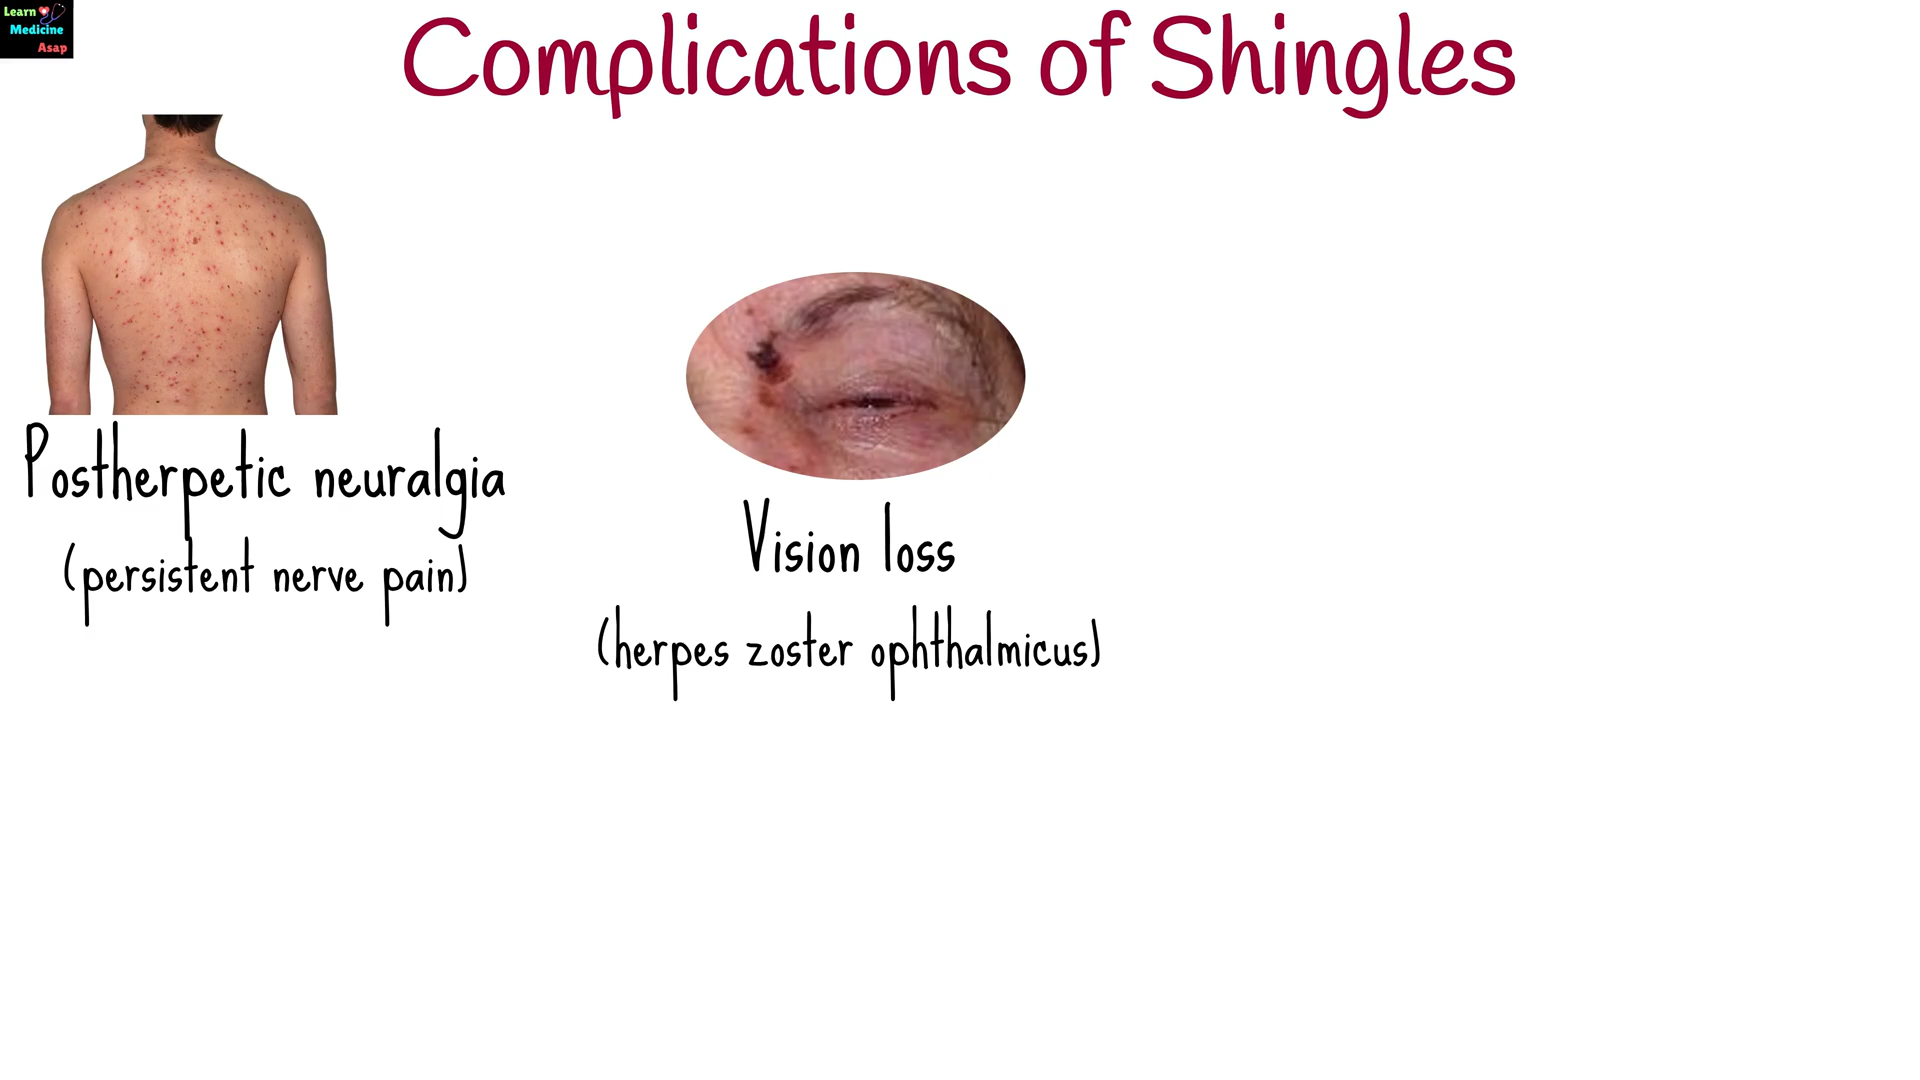 Learn
Medicine
Asap
Complications of Shingles
Postherpetic neuralgia
(persistent nerve pain)
Vision loss
(herpes zoster ophthalmicus)